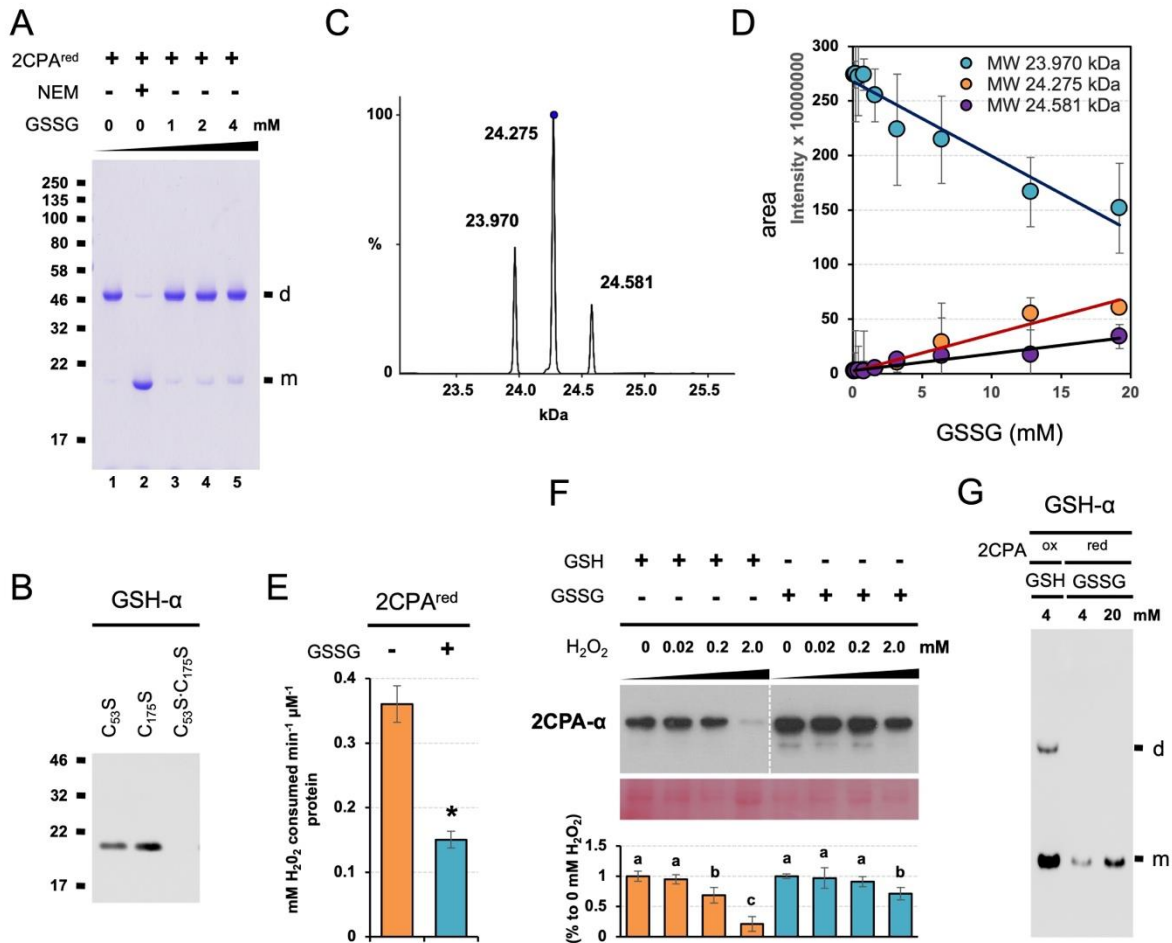 A
2CPAred + + + + +
NEM - + - - -
GSSG 0 0 1 2 4 mM
250
135
100
80
58
46
32
22
17
d
m
1 2 3 4 5
B
GSH-α
C53S C175S C53S·C175S
46
32
22
17
C
100
%
0
24.275
23.970
24.581
23.5 24.0 24.5 25.0 25.5
kDa
D
300
250
200
150
100
50
0
area
Intensity x 10000000
MW 23.970 kDa
MW 24.275 kDa
MW 24.581 kDa
0 5 10 15 20
GSSG (mM)
E
2CPAred
GSSG - +
0.4
0.3
0.2
0.1
0
mM H2O2 consumed min-1 μM-1
protein
*
F
GSH + + + + - - - -
GSSG - - - - + + + +
H2O2 0 0.02 0.2 2.0 0 0.02 0.2 2.0 mM
2CPA-α
(% to 0 mM H2O2)
1.5
1
0.5
0
a a b c a a a b
G
GSH-α
2CPA ox red
GSH GSSG
4 4 20 mM
d
m